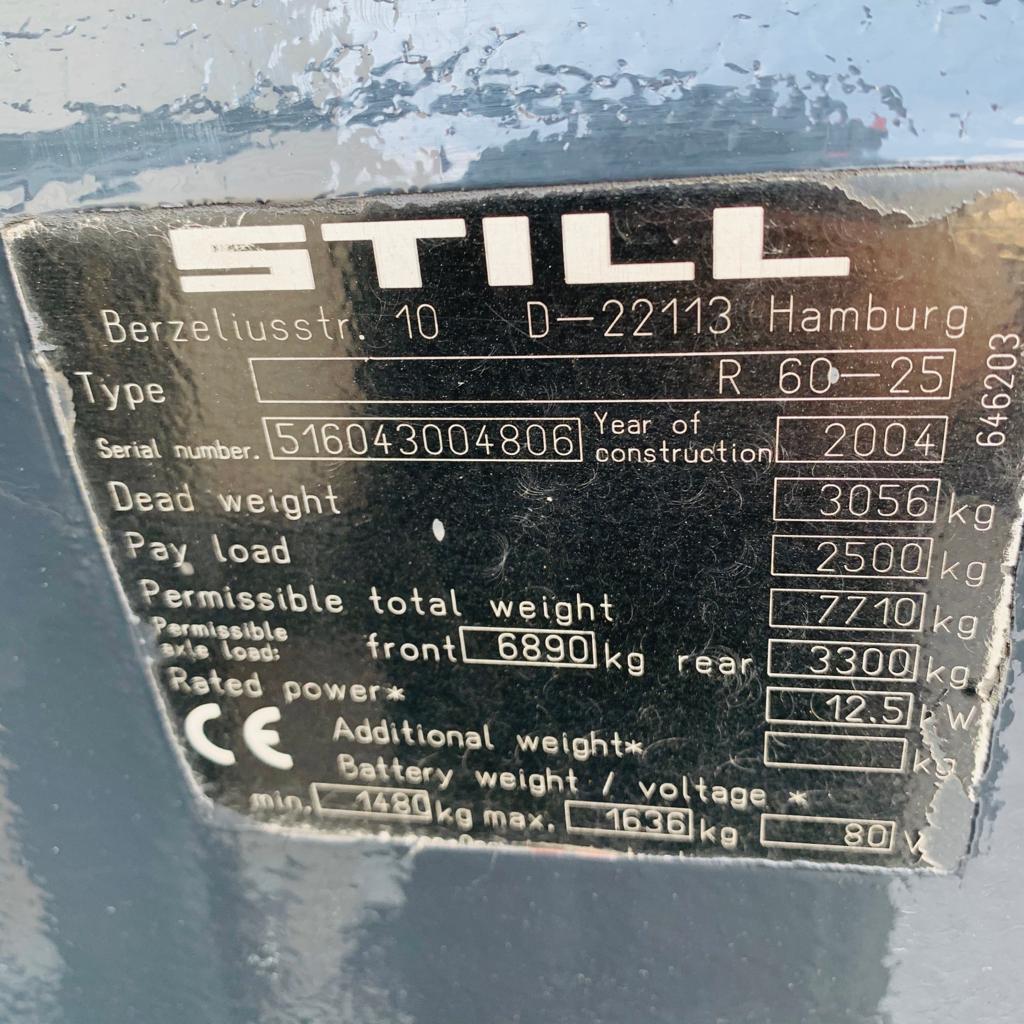 STILL
Berzeliusstr. 10 D-22113 Hamburg
Type R 60-25
646203
Serial number. 516043004806 Year of construction 2004
Dead weight 3056 kg
Pay load 2500 kg
Permissible total weight 7710 kg
Permissible axle load: front 6890 kg rear 3300 kg
Rated power* 12.5 kW
CE Additional weight* kg
Battery weight / voltage *
min. 1480 kg max. 1636 kg 80 V